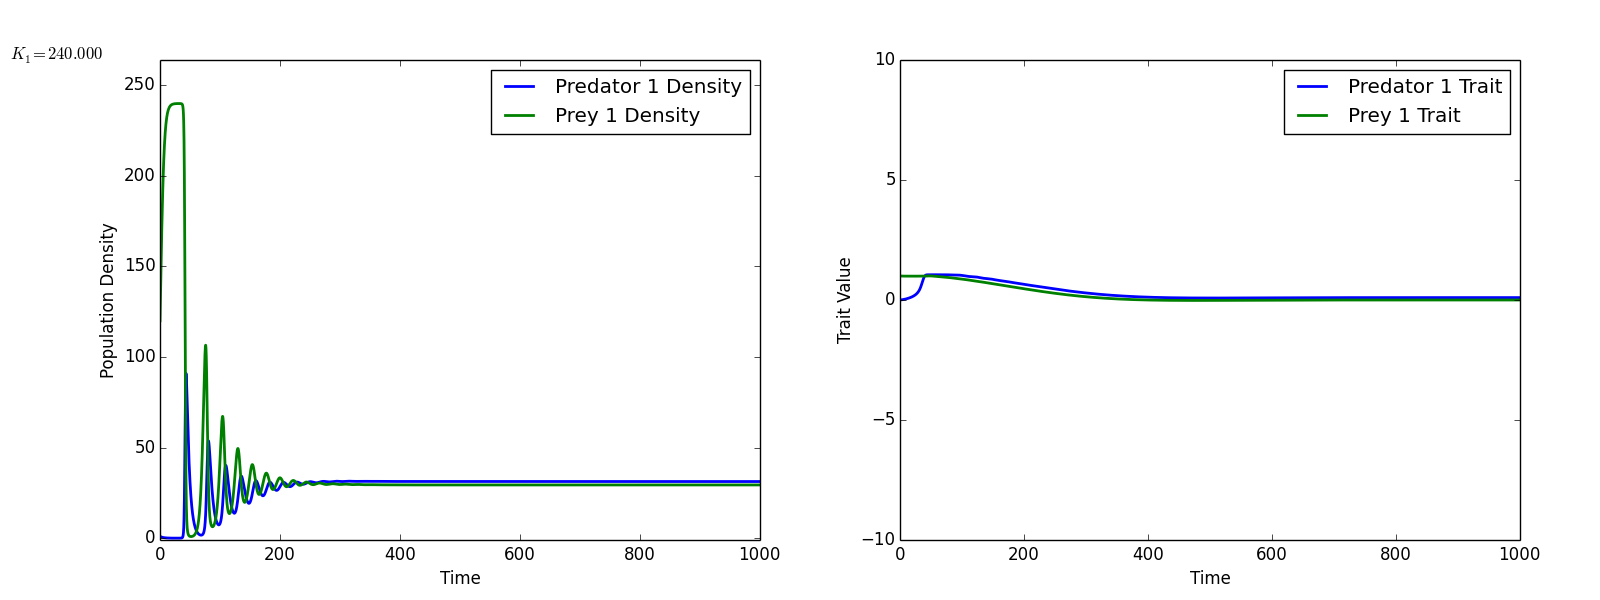 K₁ = 240.000
Population Density
250
200
150
100
50
0
0 200 400 600 800 1000
Time
Predator 1 Density
Prey 1 Density
Trait Value
10
5
0
−5
−10
0 200 400 600 800 1000
Time
Predator 1 Trait
Prey 1 Trait